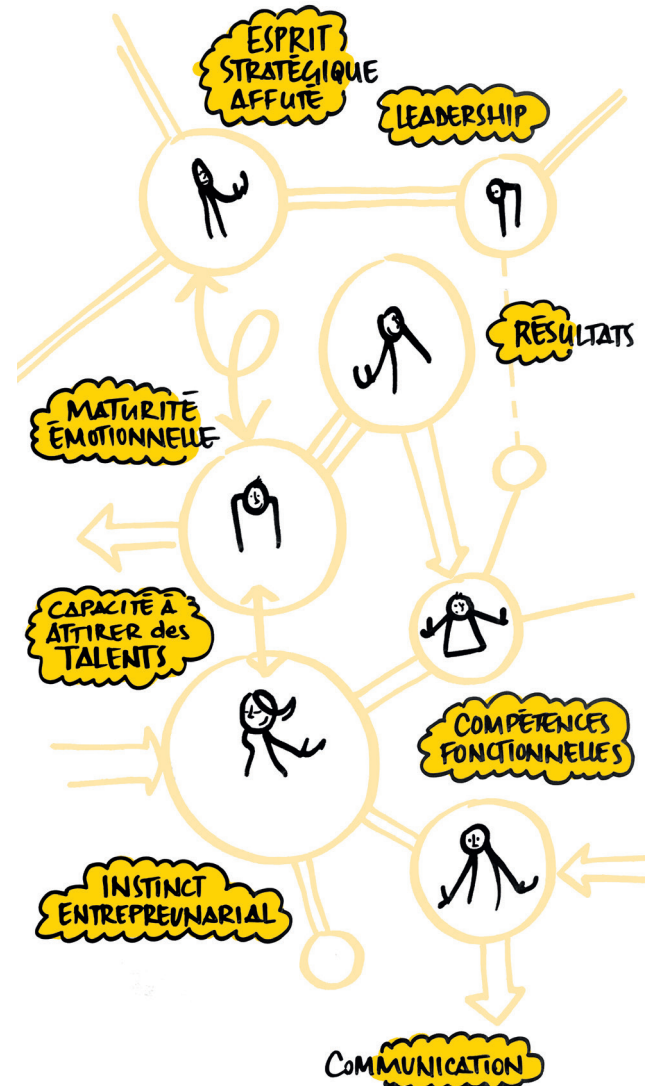 ESPRIT
STRATÉGIQUE
AFFUTÉ
LEADERSHIP
RÉSULTATS
MATURITÉ
ÉMOTIONNELLE
CAPACITÉ À
ATTIRER des
TALENTS
COMPÉTENCES
FONCTIONNELLES
INSTINCT
ENTREPREUNARIAL
COMMUNICATION